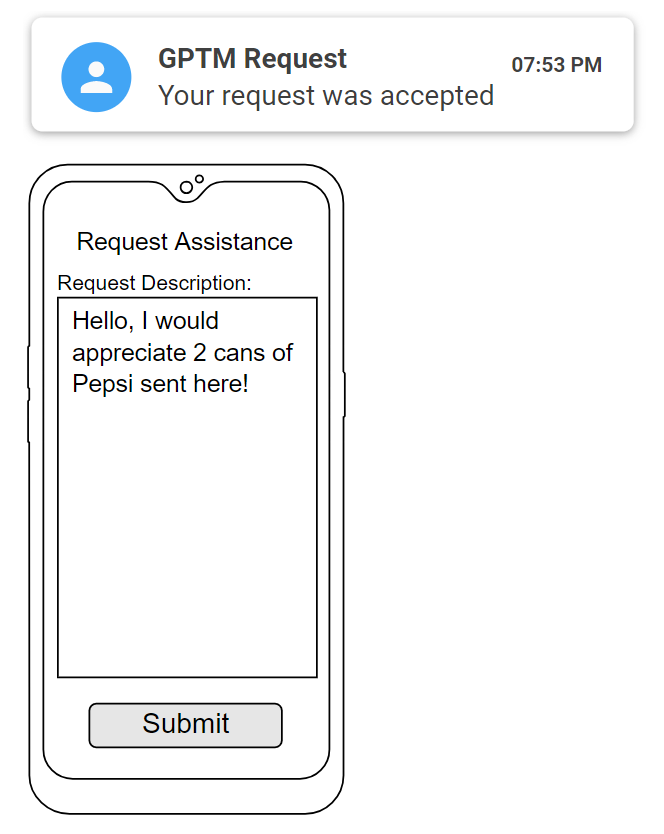 GPTM Request
07:53 PM
Your request was accepted
Request Assistance
Request Description:
Hello, I would
appreciate 2 cans of
Pepsi sent here!
Submit